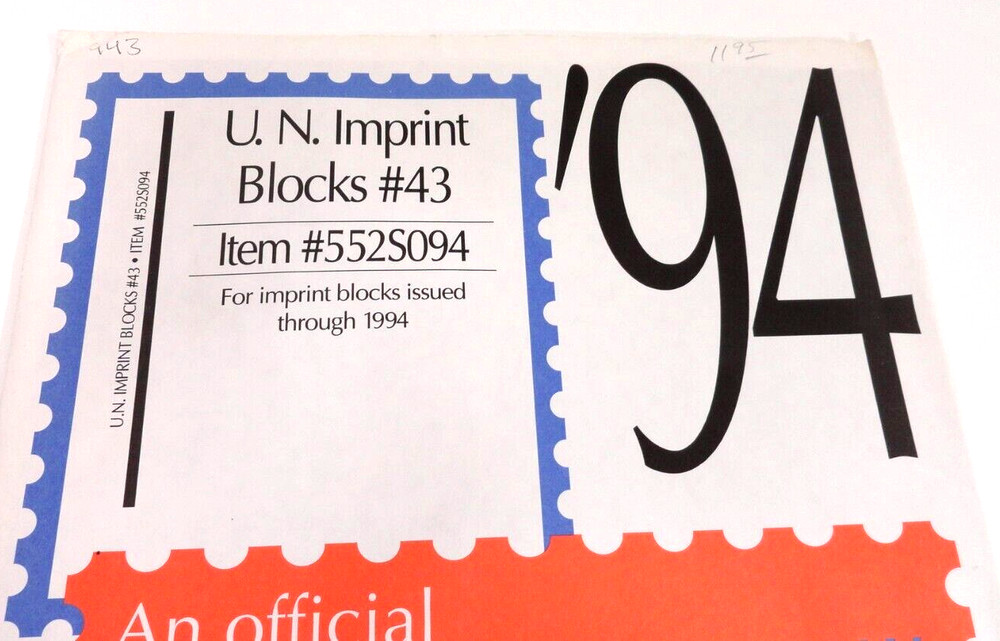 1195
'94
U. N. Imprint
Blocks #43
Item #552S094
For imprint blocks issued
through 1994
U.N. IMPRINT BLOCKS #43 • ITEM #552S094
An official